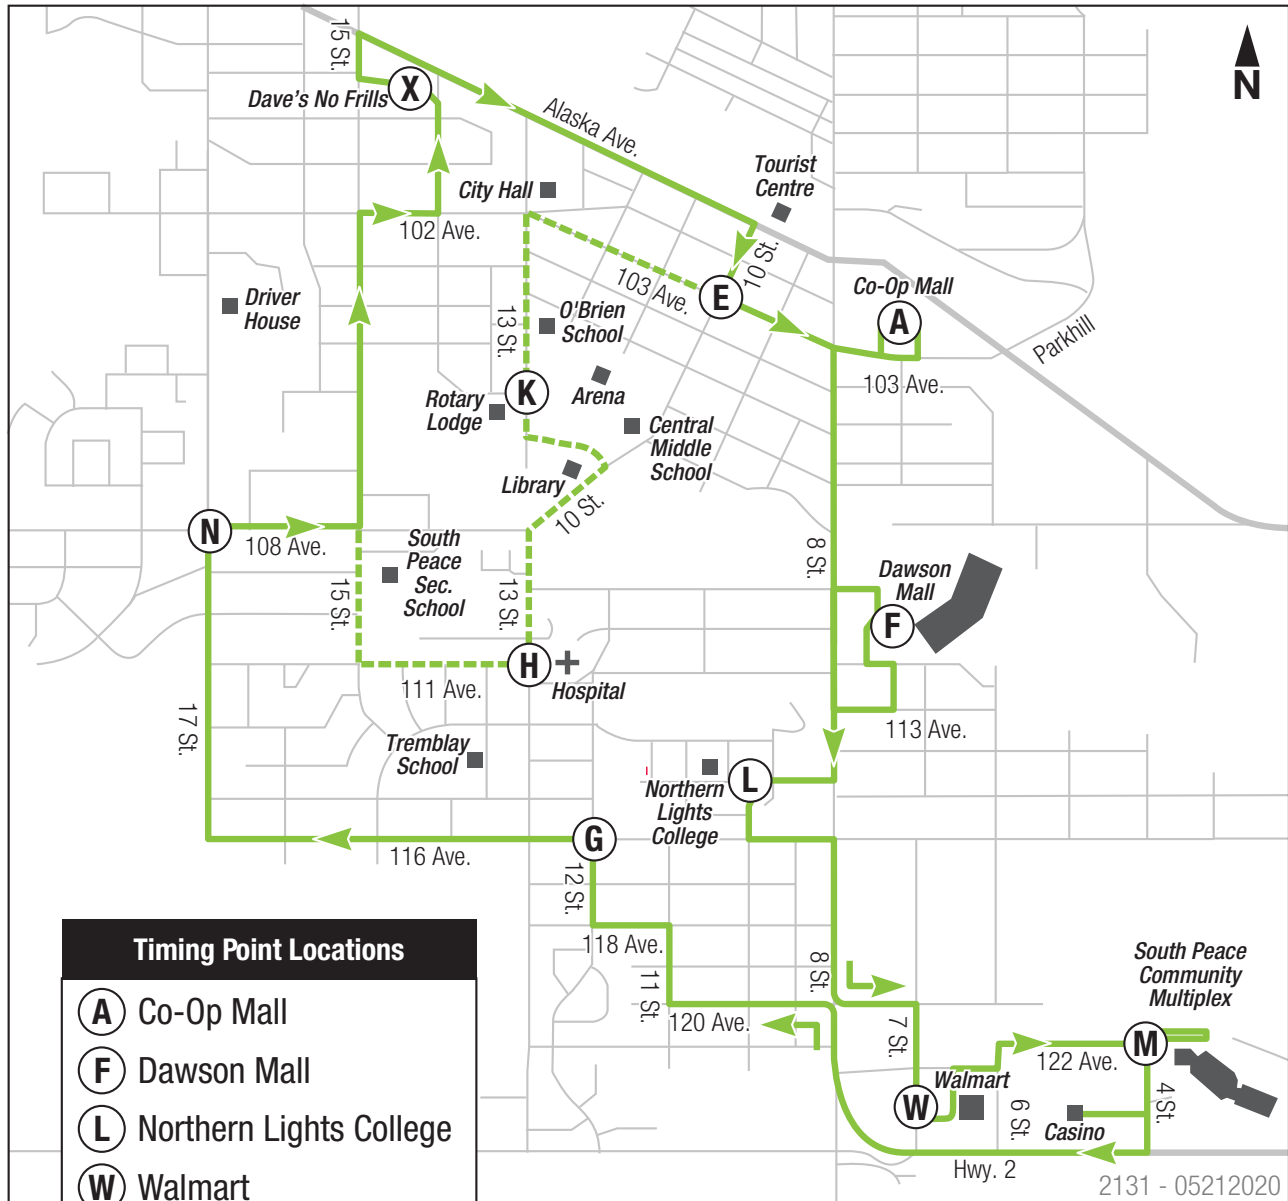 15 St.
X
Dave's No Frills
Alaska Ave.
N
Tourist
Centre
City Hall
102 Ave.
10 St.
103 Ave.
E
Co-Op Mall
A
Driver
House
13 St.
O'Brien
School
Parkhill
103 Ave.
K
Arena
Rotary
Lodge
Central
Middle
School
Library
10 St.
N
108 Ave.
South
Peace
Sec.
School
8 St.
Dawson
Mall
15 St.
13 St.
F
H
Hospital
111 Ave.
17 St.
113 Ave.
Tremblay
School
Northern
Lights
College
L
G
116 Ave.
12 St.
118 Ave.
11 St.
8 St.
120 Ave.
7 St.
South Peace
Community
Multiplex
M
122 Ave.
Walmart
W
6 St.
Casino
4 St.
Hwy. 2
2131 - 05212020
Timing Point Locations
A Co-Op Mall
F Dawson Mall
L Northern Lights College
W Walmart